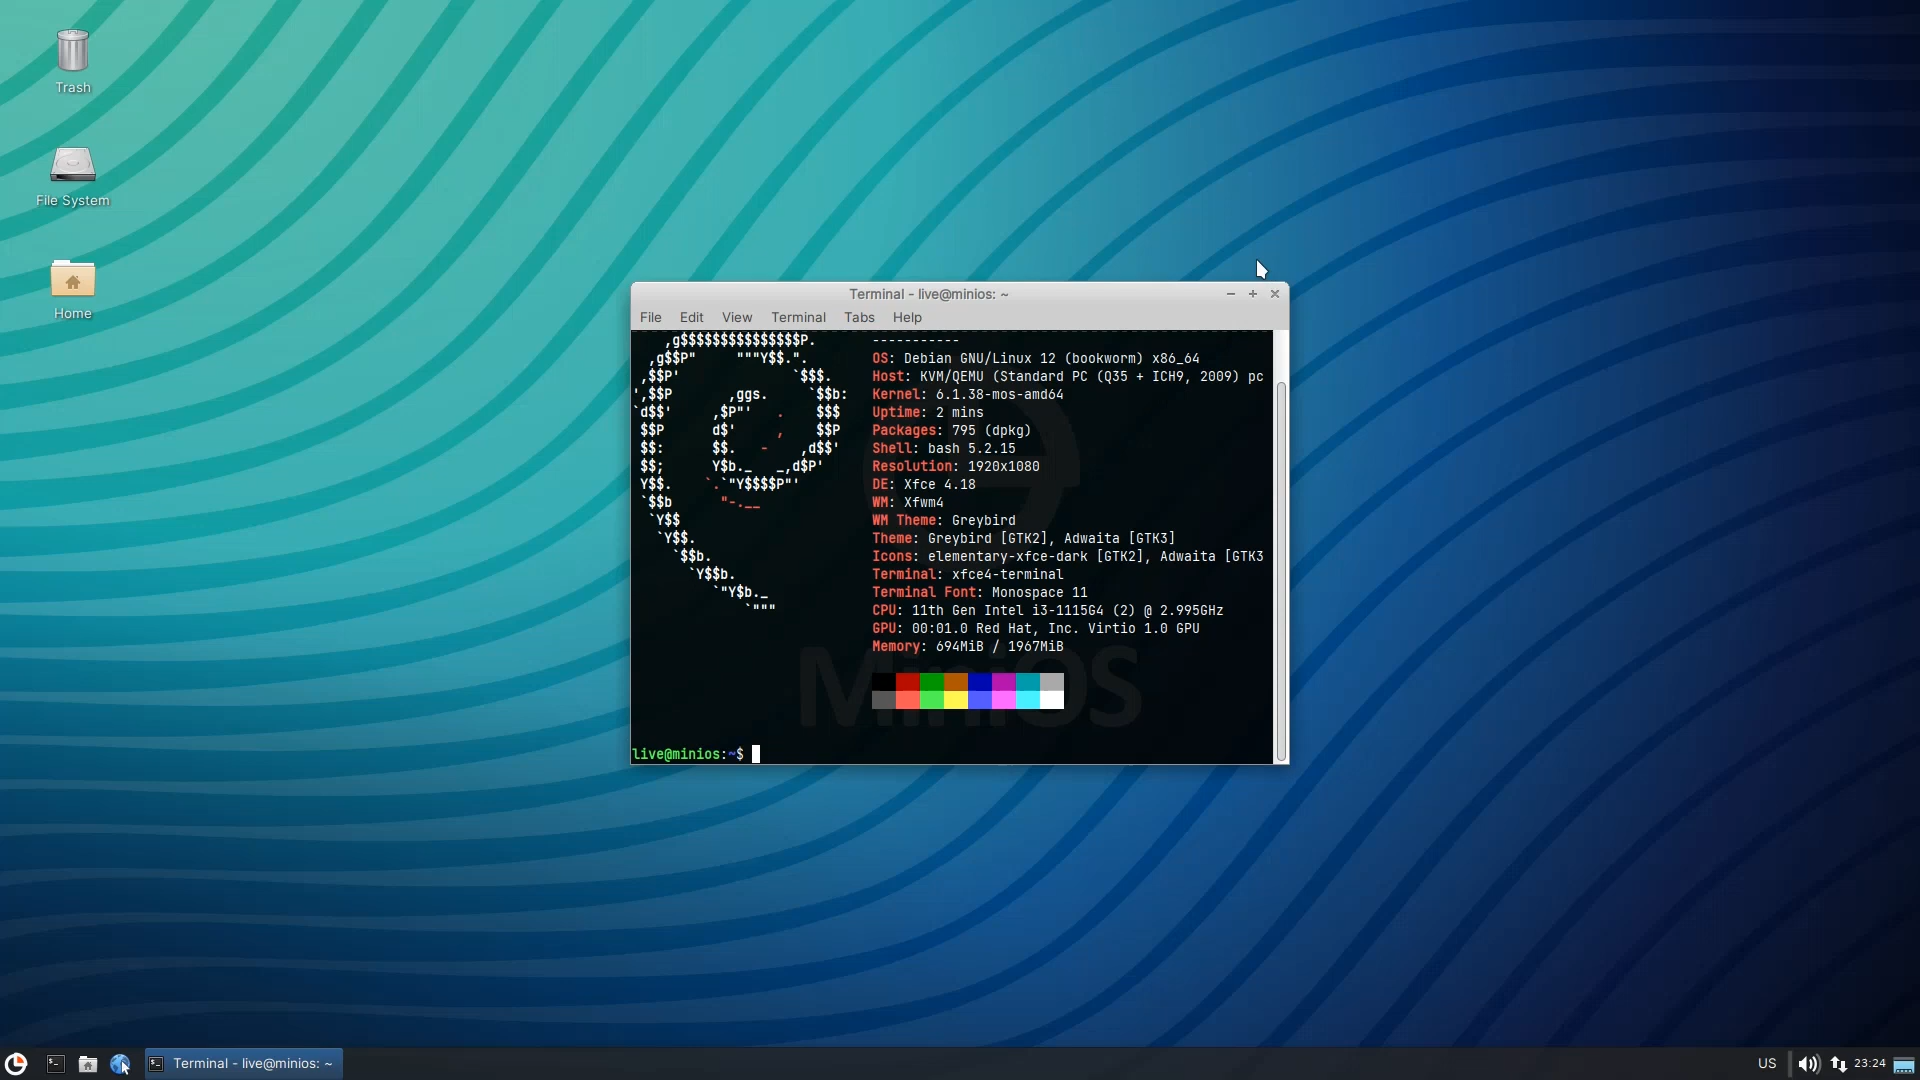 Trash
File System
Home
Terminal - live@minios: ~
File Edit View Terminal Tabs Help
,g$$$$$$$$$$$$$$$P.       -----------
,g$$P"     """Y$$.".        OS: Debian GNU/Linux 12 (bookworm) x86_64
,$$P'              `$$$.     Host: KVM/QEMU (Standard PC (Q35 + ICH9, 2009) pc
',$$P       ,ggs.     `$$b:   Kernel: 6.1.38-mos-amd64
`d$$'     ,$P"'   .    $$$    Uptime: 2 mins
$$P      d$'     ,    $$P    Packages: 795 (dpkg)
$$:      $$.   -    ,d$$'    Shell: bash 5.2.15
$$;      Y$b._   _,d$P'      Resolution: 1920x1080
Y$$.    `.`"Y$$$$P"'         DE: Xfce 4.18
`$$b      "-.__              WM: Xfwm4
`Y$$                        WM Theme: Greybird
`Y$$.                      Theme: Greybird [GTK2], Adwaita [GTK3]
`$$b.                    Icons: elementary-xfce-dark [GTK2], Adwaita [GTK3
`Y$$b.                 Terminal: xfce4-terminal
`"Y$b._              Terminal Font: Monospace 11
`"""            CPU: 11th Gen Intel i3-1115G4 (2) @ 2.995GHz
GPU: 00:01.0 Red Hat, Inc. Virtio 1.0 GPU
Memory: 694MiB / 1967MiB
MiniOS
live@minios:~$
Terminal - live@minios: ~
US
23:24